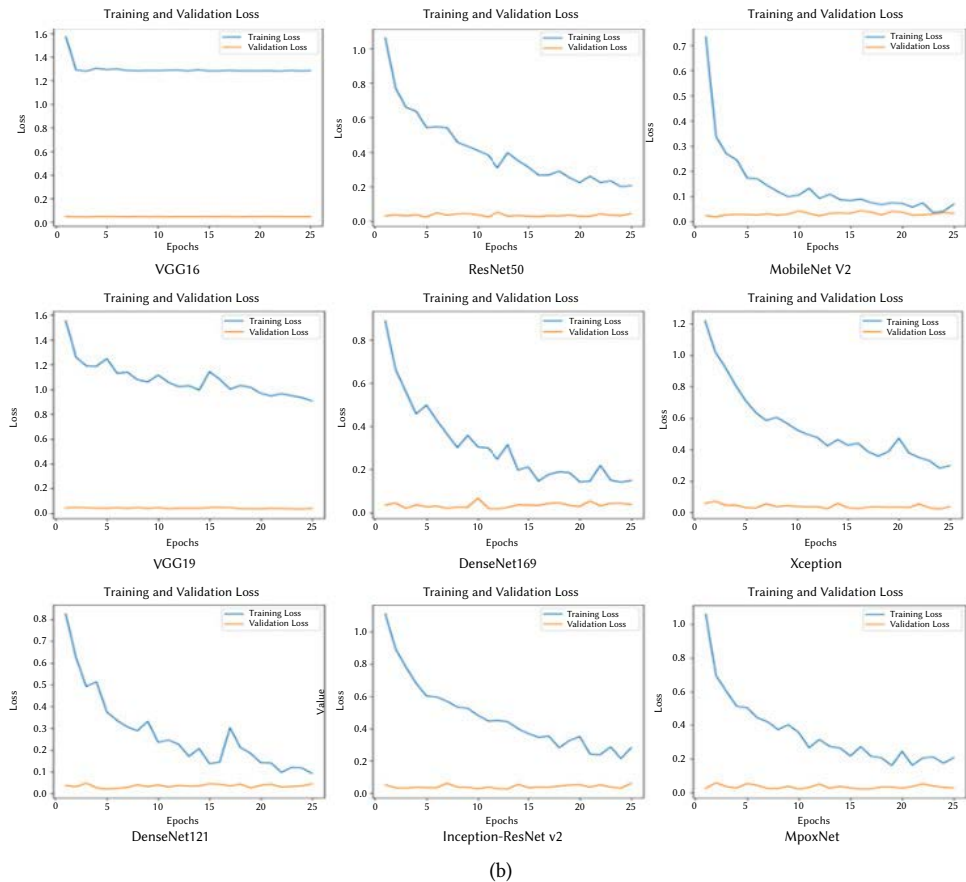 Training and Validation Loss
1.6
1.4
1.2
1.0
0.8
0.6
0.4
0.2
0.0
Loss
Training Loss
Validation Loss
0 5 10 15 20 25
Epochs
VGG16
Training and Validation Loss
1.0
0.8
0.6
0.4
0.2
0.0
Loss
Training Loss
Validation Loss
0 5 10 15 20 25
Epochs
ResNet50
Training and Validation Loss
0.7
0.6
0.5
0.4
0.3
0.2
0.1
0.0
Loss
Training Loss
Validation Loss
0 5 10 15 20 25
Epochs
MobileNet V2
Training and Validation Loss
1.6
1.4
1.2
1.0
0.8
0.6
0.4
0.2
0.0
Loss
Training Loss
Validation Loss
0 5 10 15 20 25
Epochs
VGG19
Training and Validation Loss
0.8
0.6
0.4
0.2
0.0
Loss
Training Loss
Validation Loss
0 5 10 15 20 25
Epochs
DenseNet169
Training and Validation Loss
1.2
1.0
0.8
0.6
0.4
0.2
0.0
Loss
Training Loss
Validation Loss
0 5 10 15 20 25
Epochs
Xception
Training and Validation Loss
0.8
0.7
0.6
0.5
0.4
0.3
0.2
0.1
0.0
Loss
Training Loss
Validation Loss
0 5 10 15 20 25
Epochs
DenseNet121
Training and Validation Loss
1.0
0.8
0.6
0.4
0.2
0.0
Value
Training Loss
Validation Loss
0 5 10 15 20 25
Epochs
Inception-ResNet v2
Training and Validation Loss
1.0
0.8
0.6
0.4
0.2
0.0
Loss
Training Loss
Validation Loss
0 5 10 15 20 25
Epochs
MpoxNet
(b)